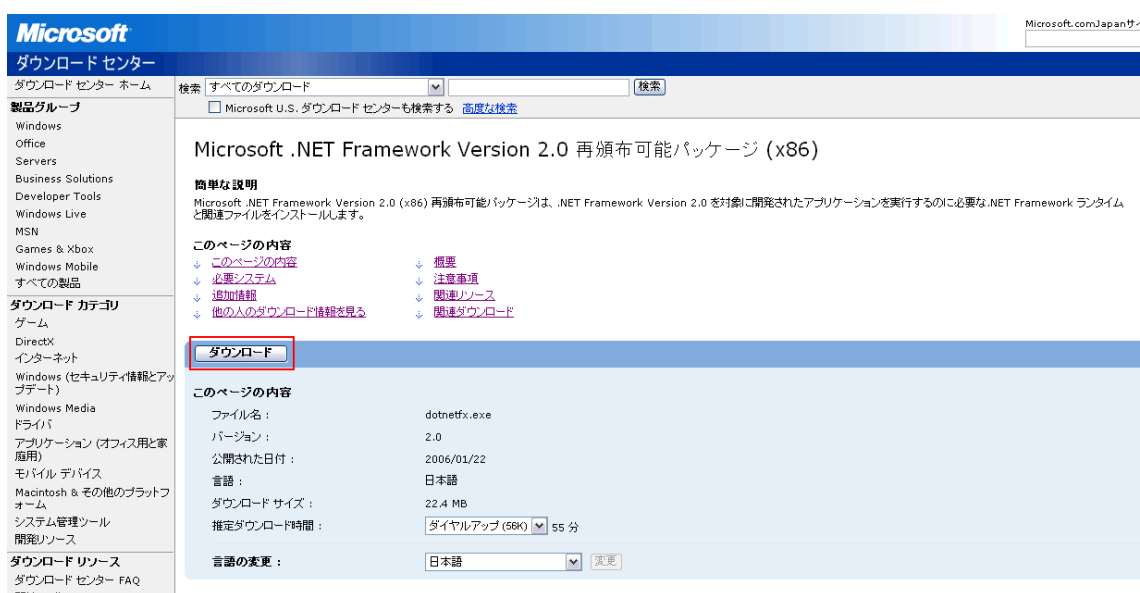 Microsoft
Microsoft.comJapanサイ
ダウンロード センター
ダウンロード センター ホーム
製品グループ
Windows
Office
Servers
Business Solutions
Developer Tools
Windows Live
MSN
Games & Xbox
Windows Mobile
すべての製品
ダウンロード カテゴリ
ゲーム
DirectX
インターネット
Windows (セキュリティ情報とアッ
プデート)
Windows Media
ドライバ
アプリケーション (オフィス用と家
庭用)
モバイル デバイス
Macintosh & その他のプラットフ
ォーム
システム管理ツール
開発リソース
ダウンロード リソース
ダウンロード センター FAQ
検索 すべてのダウンロード 検索
Microsoft U.S. ダウンロード センターも検索する 高度な検索
Microsoft .NET Framework Version 2.0 再頒布可能パッケージ (x86)
簡単な説明
Microsoft .NET Framework Version 2.0 (x86) 再頒布可能パッケージは、.NET Framework Version 2.0 を対象に開発されたアプリケーションを実行するのに必要な.NET Framework ランタイム
と関連ファイルをインストールします。
このページの内容
このページの内容 概要
必要システム 注意事項
追加情報 関連リソース
他の人のダウンロード情報を見る 関連ダウンロード
ダウンロード
このページの内容
ファイル名 : dotnetfx.exe
バージョン : 2.0
公開された日付 : 2006/01/22
言語 : 日本語
ダウンロード サイズ : 22.4 MB
推定ダウンロード時間 : ダイヤルアップ (56K) 55 分
言語の変更 : 日本語 変更